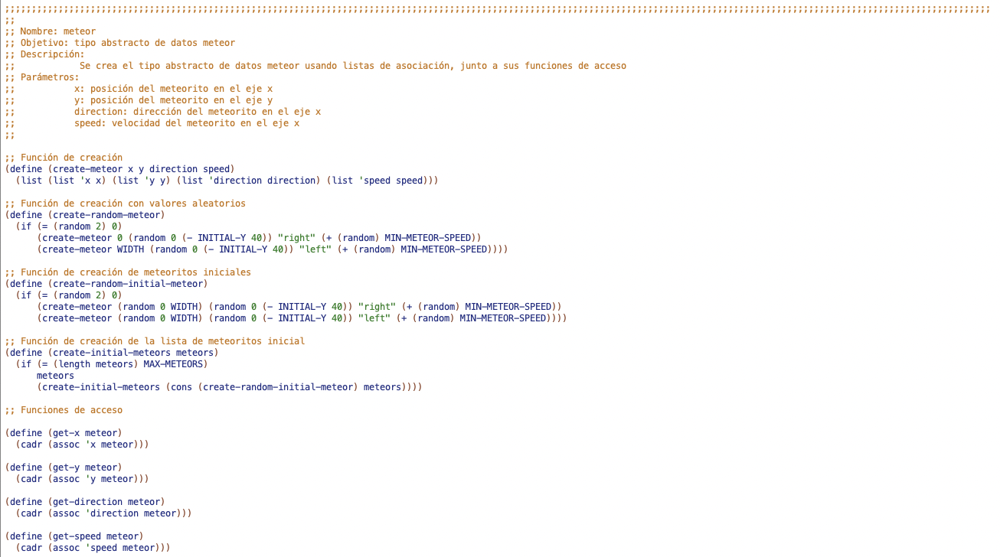 ;;;;;;;;;;;;;;;;;;;;;;;;;;;;;;;;;;;;;;;;;;;;;;;;;;;;;;;;;;;;;;;;;;;;;;;;;;;;;;;;;;;;;;;;;;;;;;;;;;;;;;;;;;;;;;;;;;;;;;;;;;;;;;;;;;;;;;;;;;;;;;;;;;;;;;;;;;;;;;;;;;;;;;;;;;;;;;;;;;;;;;;;
;;
;; Nombre: meteor
;; Objetivo: tipo abstracto de datos meteor
;; Descripción:
;;            Se crea el tipo abstracto de datos meteor usando listas de asociación, junto a sus funciones de acceso
;; Parámetros:
;;           x: posición del meteorito en el eje x
;;           y: posición del meteorito en el eje y
;;           direction: dirección del meteorito en el eje x
;;           speed: velocidad del meteorito en el eje x
;;
;; Función de creación
(define (create-meteor x y direction speed)
  (list (list 'x x) (list 'y y) (list 'direction direction) (list 'speed speed)))
;; Función de creación con valores aleatorios
(define (create-random-meteor)
  (if (= (random 2) 0)
      (create-meteor 0 (random 0 (- INITIAL-Y 40)) "right" (+ (random) MIN-METEOR-SPEED))
      (create-meteor WIDTH (random 0 (- INITIAL-Y 40)) "left" (+ (random) MIN-METEOR-SPEED))))
;; Función de creación de meteoritos iniciales
(define (create-random-initial-meteor)
  (if (= (random 2) 0)
      (create-meteor (random 0 WIDTH) (random 0 (- INITIAL-Y 40)) "right" (+ (random) MIN-METEOR-SPEED))
      (create-meteor (random 0 WIDTH) (random 0 (- INITIAL-Y 40)) "left" (+ (random) MIN-METEOR-SPEED))))
;; Función de creación de la lista de meteoritos inicial
(define (create-initial-meteors meteors)
  (if (= (length meteors) MAX-METEORS)
      meteors
      (create-initial-meteors (cons (create-random-initial-meteor) meteors))))
;; Funciones de acceso
(define (get-x meteor)
  (cadr (assoc 'x meteor)))
(define (get-y meteor)
  (cadr (assoc 'y meteor)))
(define (get-direction meteor)
  (cadr (assoc 'direction meteor)))
(define (get-speed meteor)
  (cadr (assoc 'speed meteor)))